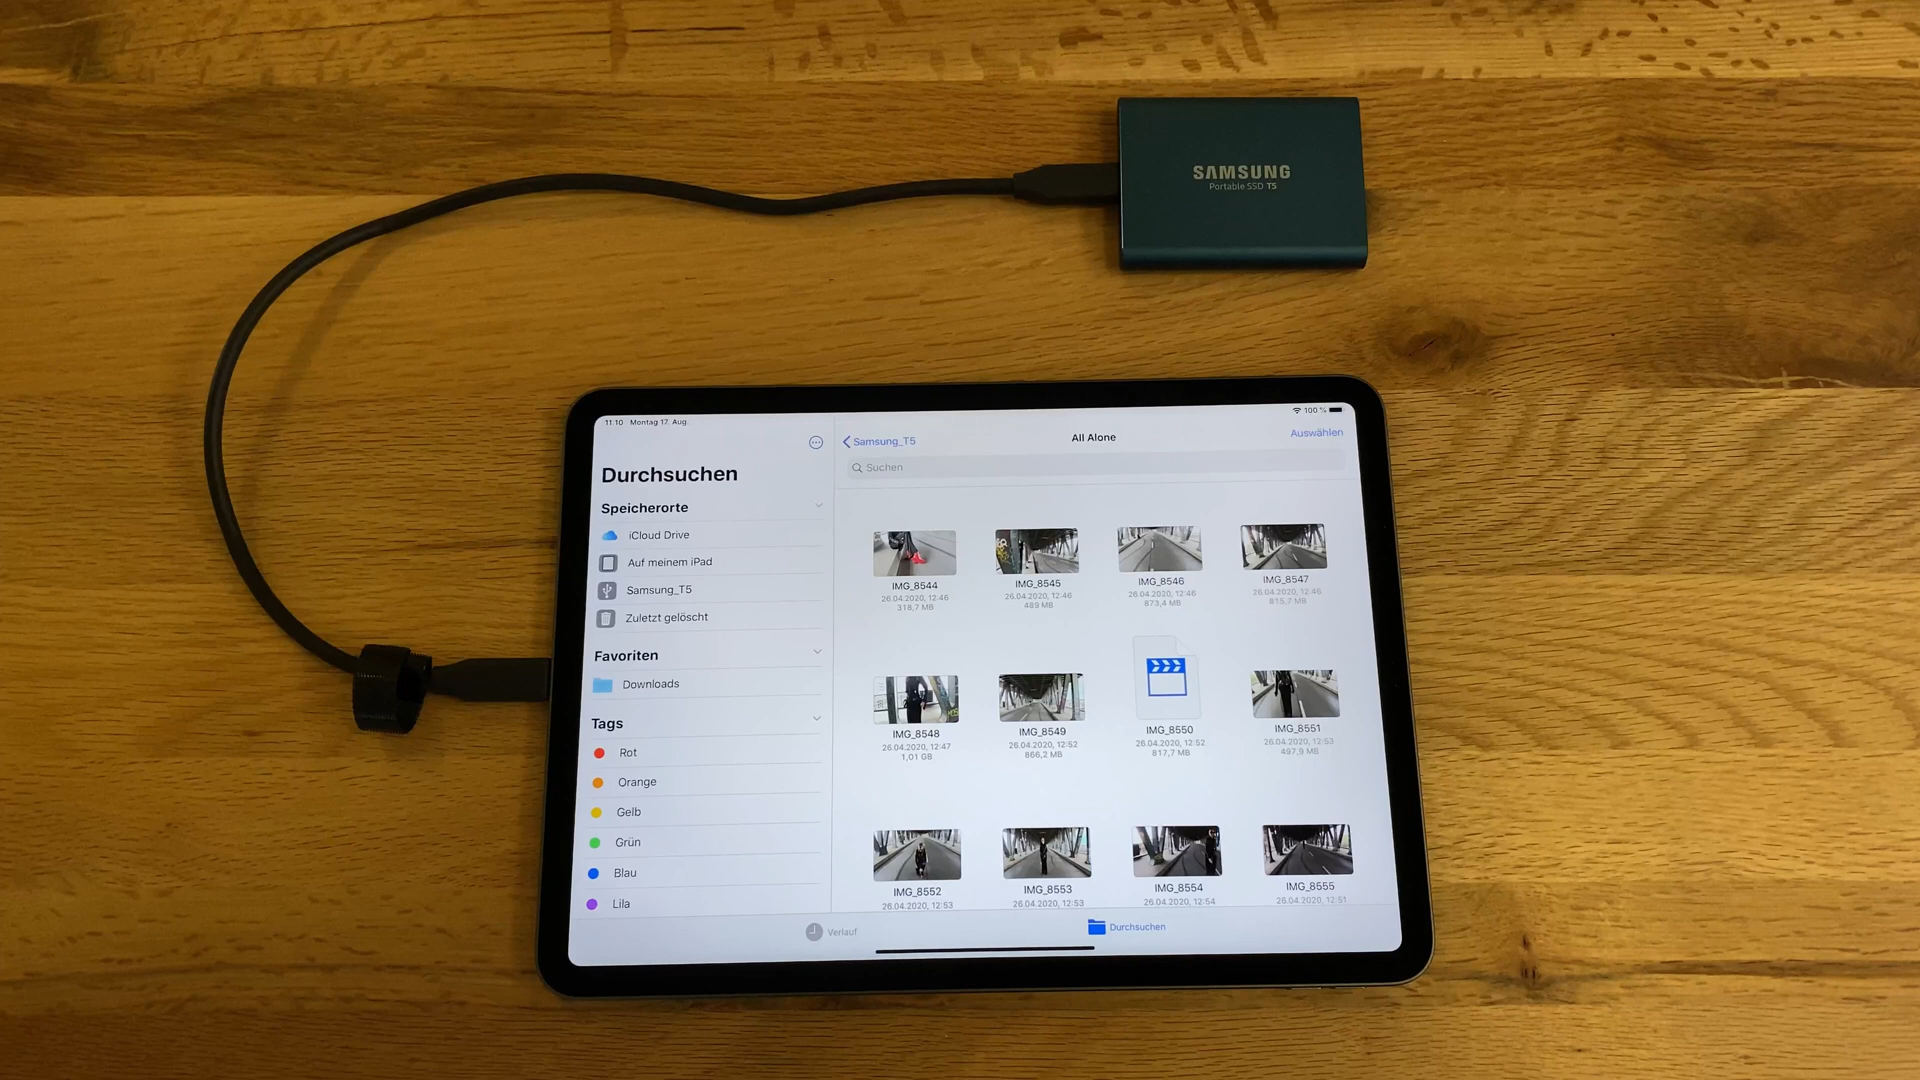 SAMSUNG
Portable SSD T5
11:10 Montag 17. Aug.
100 %
Durchsuchen
Speicherorte
iCloud Drive
Auf meinem iPad
Samsung_T5
Zuletzt gelöscht
Favoriten
Downloads
Tags
Rot
Orange
Gelb
Grün
Blau
Lila
Samsung_T5
All Alone
Auswählen
Suchen
IMG_8544
26.04.2020, 12:46
318,7 MB
IMG_8545
26.04.2020, 12:46
489 MB
IMG_8546
26.04.2020, 12:46
873,4 MB
IMG_8547
26.04.2020, 12:46
815,7 MB
IMG_8548
26.04.2020, 12:47
1,01 GB
IMG_8549
26.04.2020, 12:52
866,2 MB
IMG_8550
26.04.2020, 12:52
817,7 MB
IMG_8551
26.04.2020, 12:53
497,9 MB
IMG_8552
26.04.2020, 12:53
IMG_8553
26.04.2020, 12:53
IMG_8554
26.04.2020, 12:54
IMG_8555
26.04.2020, 12:51
Verlauf
Durchsuchen